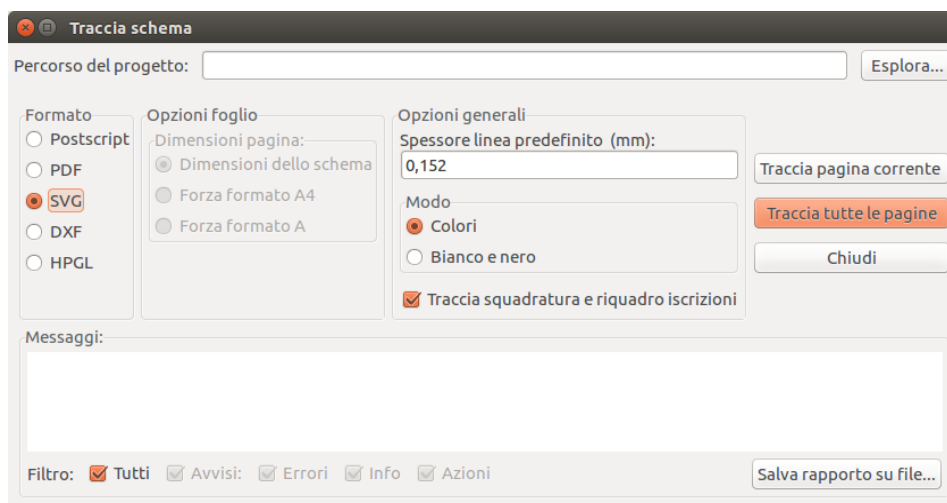 Traccia schema
Percorso del progetto:
Esplora...
Formato
Postscript
PDF
SVG
DXF
HPGL
Opzioni foglio
Dimensioni pagina:
Dimensioni dello schema
Forza formato A4
Forza formato A
Opzioni generali
Spessore linea predefinito (mm):
0,152
Modo
Colori
Bianco e nero
Traccia squadratura e riquadro iscrizioni
Traccia pagina corrente
Traccia tutte le pagine
Chiudi
Messaggi:
Filtro: Tutti Avvisi: Errori Info Azioni
Salva rapporto su file...